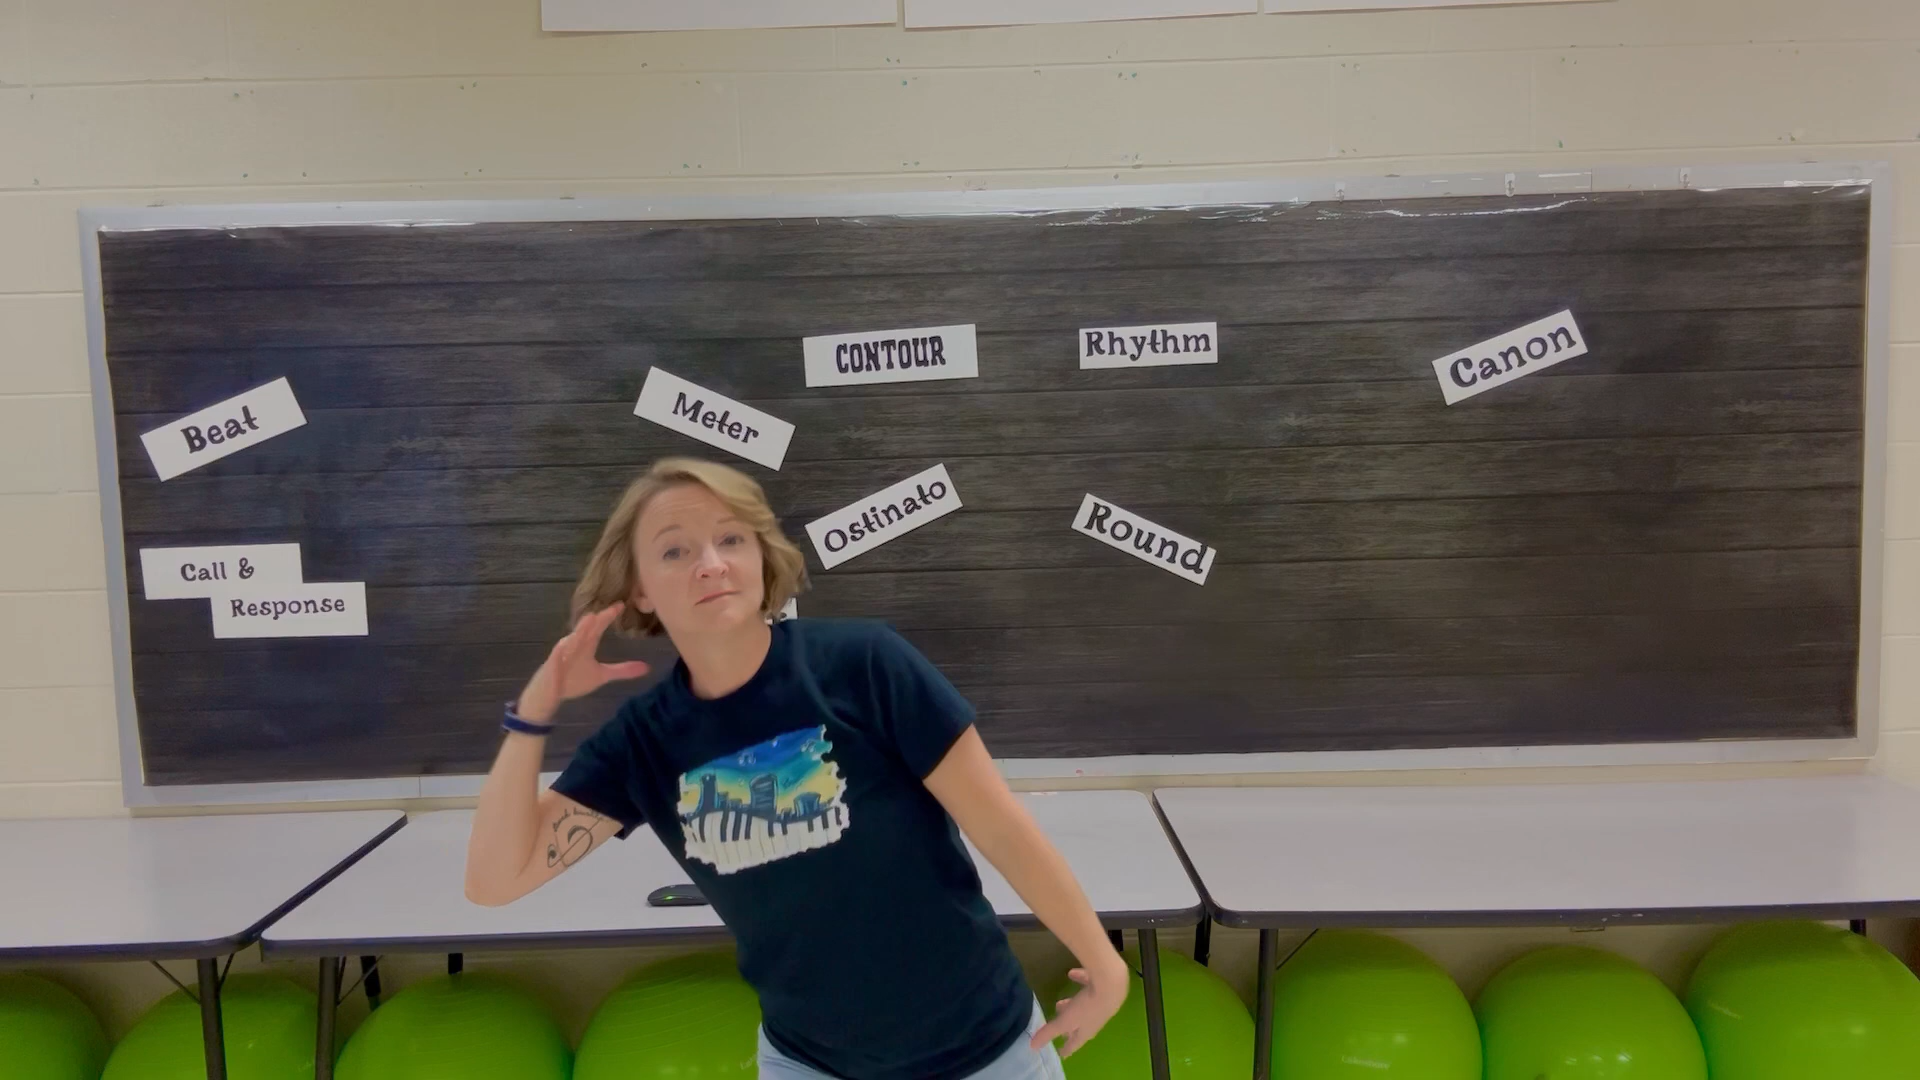 CONTOUR
Rhythm
Canon
Beat
Meter
Ostinato
Round
Call &
Response